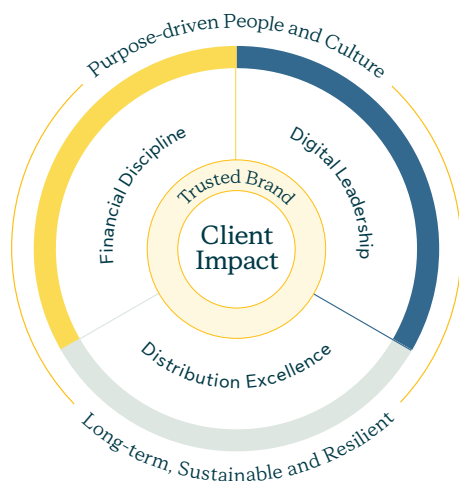 Purpose-driven People and Culture
Financial Discipline
Digital Leadership
Trusted Brand
Client
Impact
Distribution Excellence
Long-term, Sustainable and Resilient